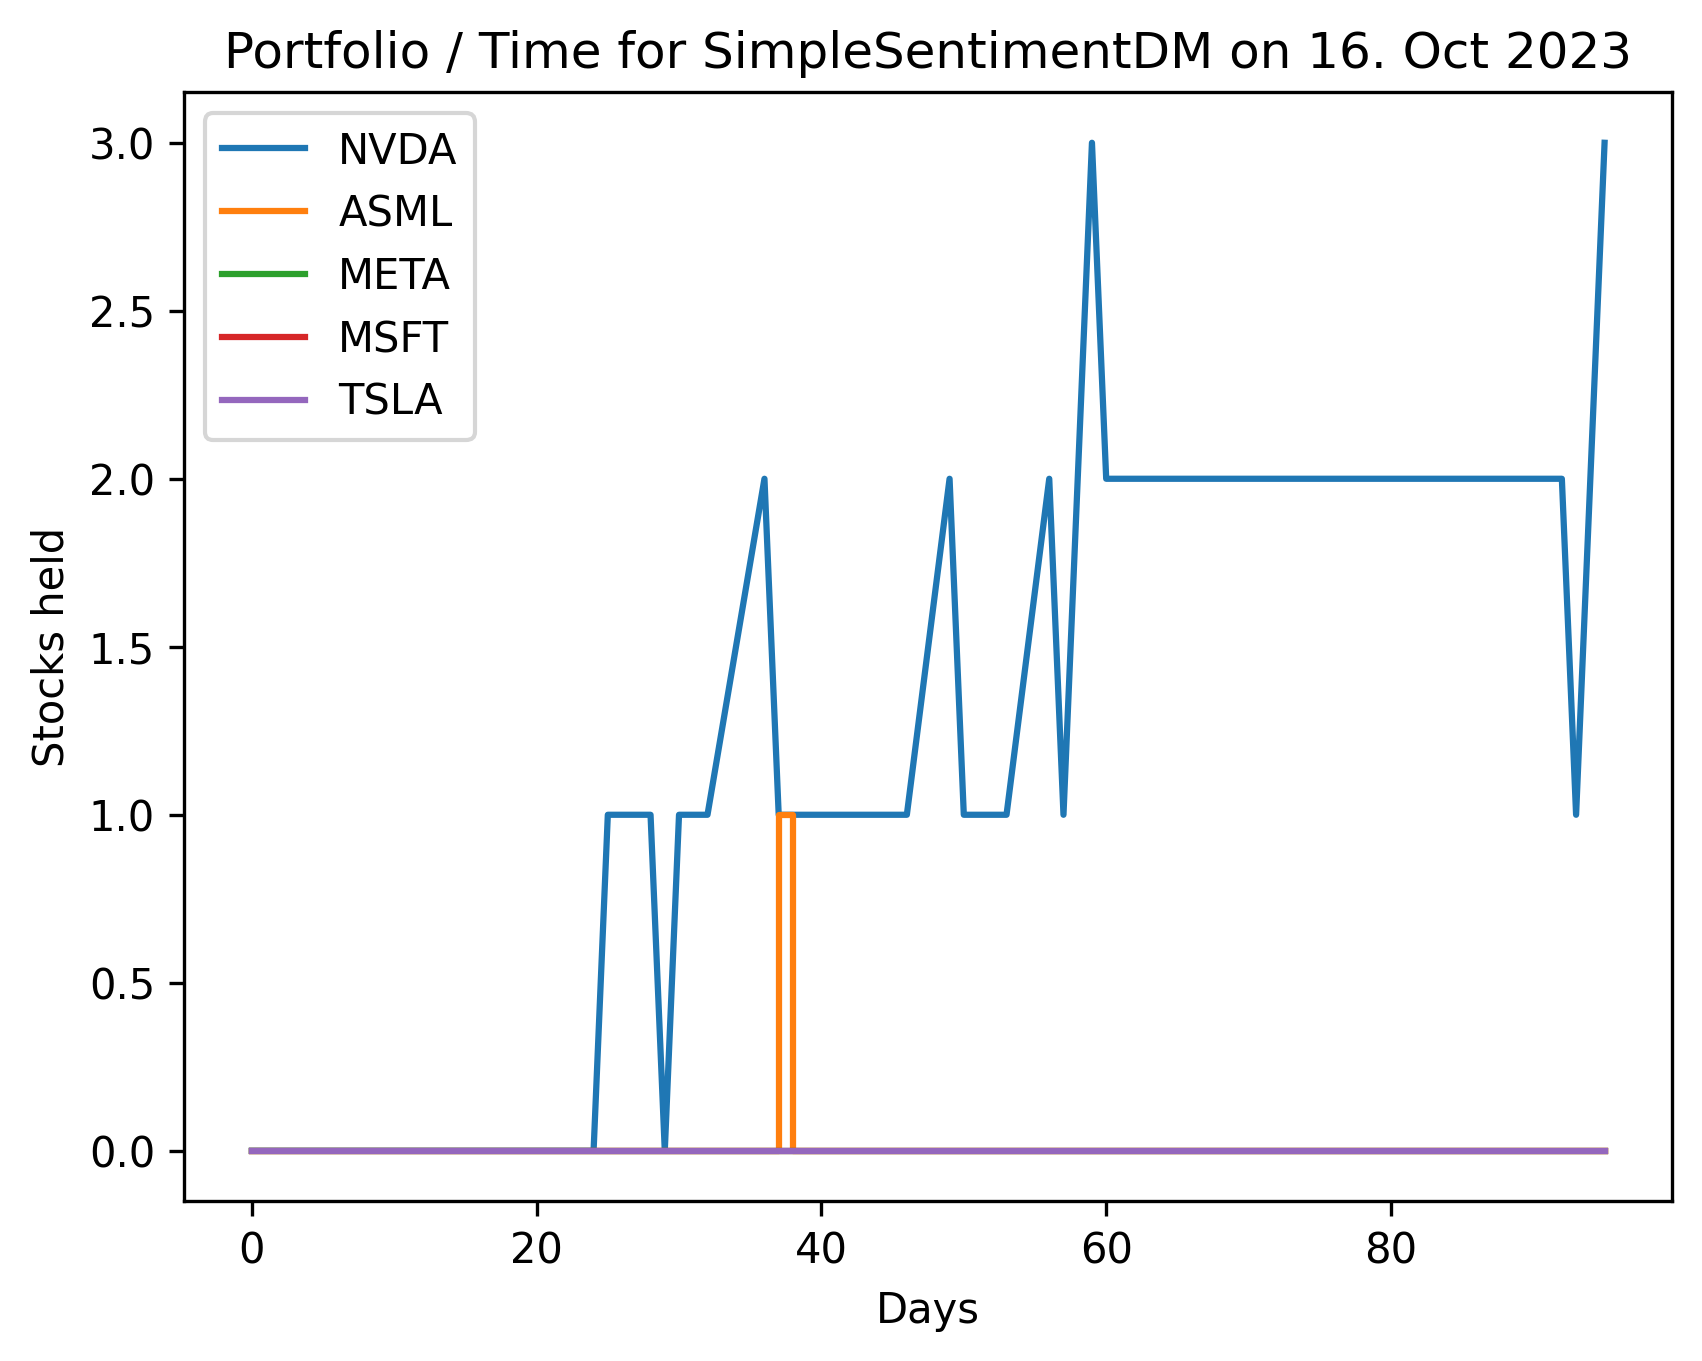 Portfolio / Time for SimpleSentimentDM on 16. Oct 2023
NVDA
ASML
META
MSFT
TSLA
3.0
2.5
2.0
1.5
1.0
0.5
0.0
Stocks held
0 20 40 60 80
Days